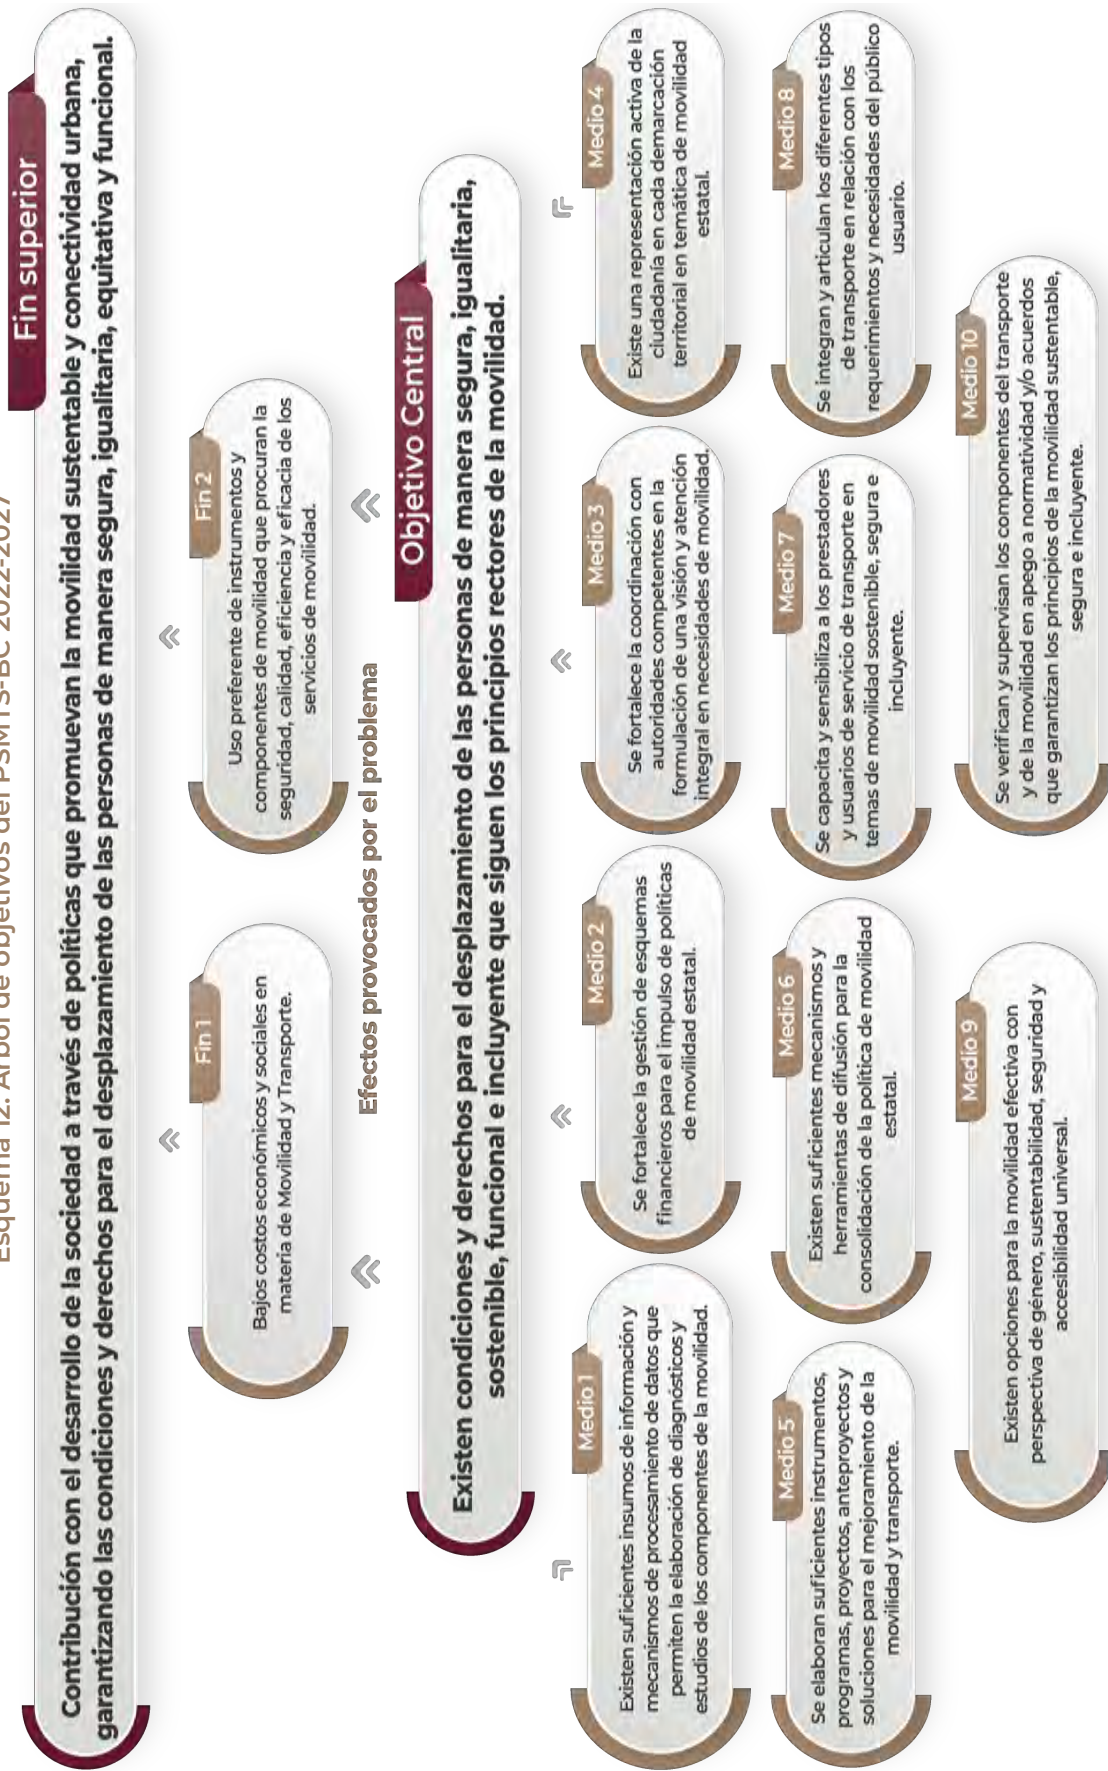 Esquema 12. Árbol de objetivos del PSMTS-BC 2022-2027
Fin superior
Contribución con el desarrollo de la sociedad a través de políticas que promuevan la movilidad sustentable y conectividad urbana,
garantizando las condiciones y derechos para el desplazamiento de las personas de manera segura, igualitaria, equitativa y funcional.
Fin 1
Bajos costos económicos y sociales en
materia de Movilidad y Transporte.
Fin 2
Uso preferente de instrumentos y
componentes de movilidad que procuran la
seguridad, calidad, eficiencia y eficacia de los
servicios de movilidad.
Efectos provocados por el problema
Objetivo Central
Existen condiciones y derechos para el desplazamiento de las personas de manera segura, igualitaria,
sostenible, funcional e incluyente que siguen los principios rectores de la movilidad.
Medio 1
Existen suficientes insumos de información y
mecanismos de procesamiento de datos que
permiten la elaboración de diagnósticos y
estudios de los componentes de la movilidad.
Medio 2
Se fortalece la gestión de esquemas
financieros para el impulso de políticas
de movilidad estatal.
Medio 3
Se fortalece la coordinación con
autoridades competentes en la
formulación de una visión y atención
integral en necesidades de movilidad.
Medio 4
Existe una representación activa de la
ciudadanía en cada demarcación
territorial en temática de movilidad
estatal.
Medio 5
Se elaboran suficientes instrumentos,
programas, proyectos, anteproyectos y
soluciones para el mejoramiento de la
movilidad y transporte.
Medio 6
Existen suficientes mecanismos y
herramientas de difusión para la
consolidación de la política de movilidad
estatal.
Medio 7
Se capacita y sensibiliza a los prestadores
y usuarios de servicio de transporte en
temas de movilidad sostenible, segura e
incluyente.
Medio 8
Se integran y articulan los diferentes tipos
de transporte en relación con los
requerimientos y necesidades del público
usuario.
Medio 9
Existen opciones para la movilidad efectiva con
perspectiva de género, sustentabilidad, seguridad y
accesibilidad universal.
Medio 10
Se verifican y supervisan los componentes del transporte
y de la movilidad en apego a normatividad y/o acuerdos
que garantizan los principios de la movilidad sustentable,
segura e incluyente.